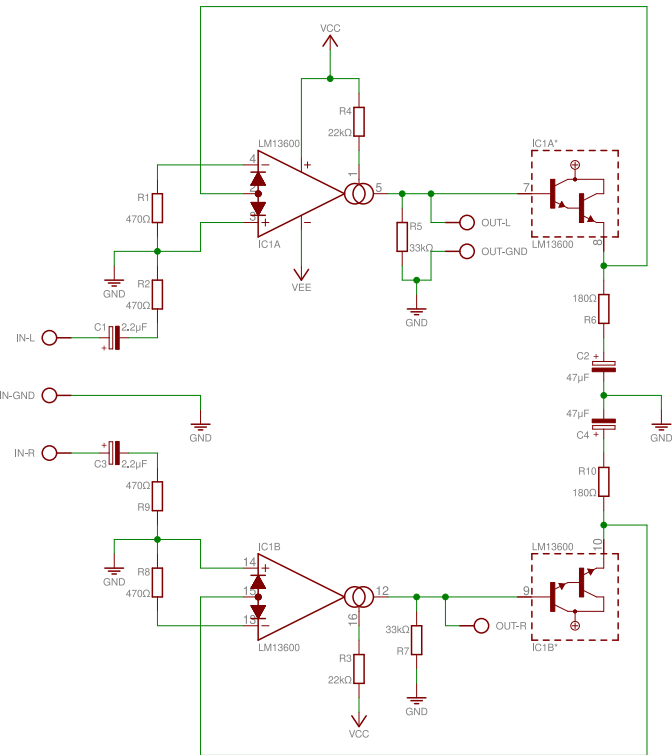 VCC
R4
22kΩ
LM13600
4
1
2
5
3
IC1A
VEE
R1
470Ω
GND
R2
470Ω
C1
2.2µF
IN-L
R5
33kΩ
OUT-L
OUT-GND
GND
IC1A*
7
8
LM13600
180Ω
R6
C2
47µF
47µF
C4
GND
R10
180Ω
IN-GND
GND
IN-R
C3
2.2µF
470Ω
R9
GND
R8
470Ω
IC1B
14
15
13
12
16
LM13600
R3
22kΩ
VCC
33kΩ
R7
GND
OUT-R
LM13600
10
9
IC1B*